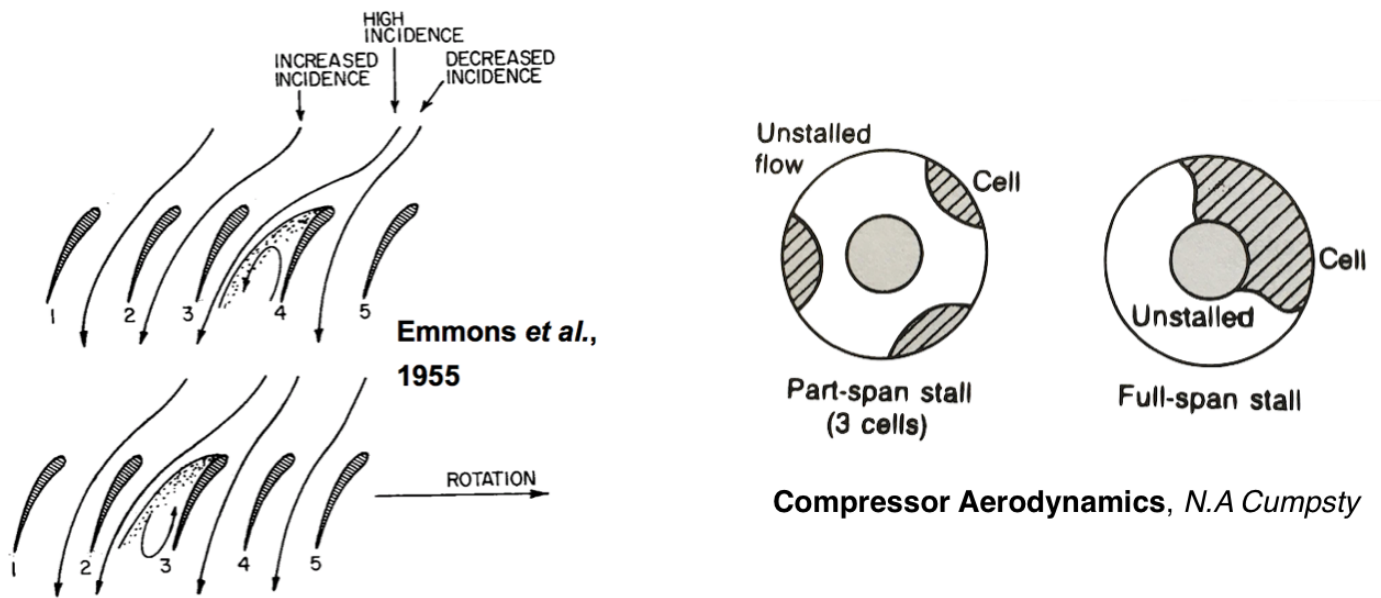 HIGH
INCIDENCE
INCREASED
INCIDENCE
DECREASED
INCIDENCE
1
2
3
4
5
Emmons et al.,
1955
ROTATION
1
2
3
4
5
Unstalled
flow
Cell
Part-span stall
(3 cells)
Cell
Unstalled
Full-span stall
Compressor Aerodynamics, N.A Cumpsty